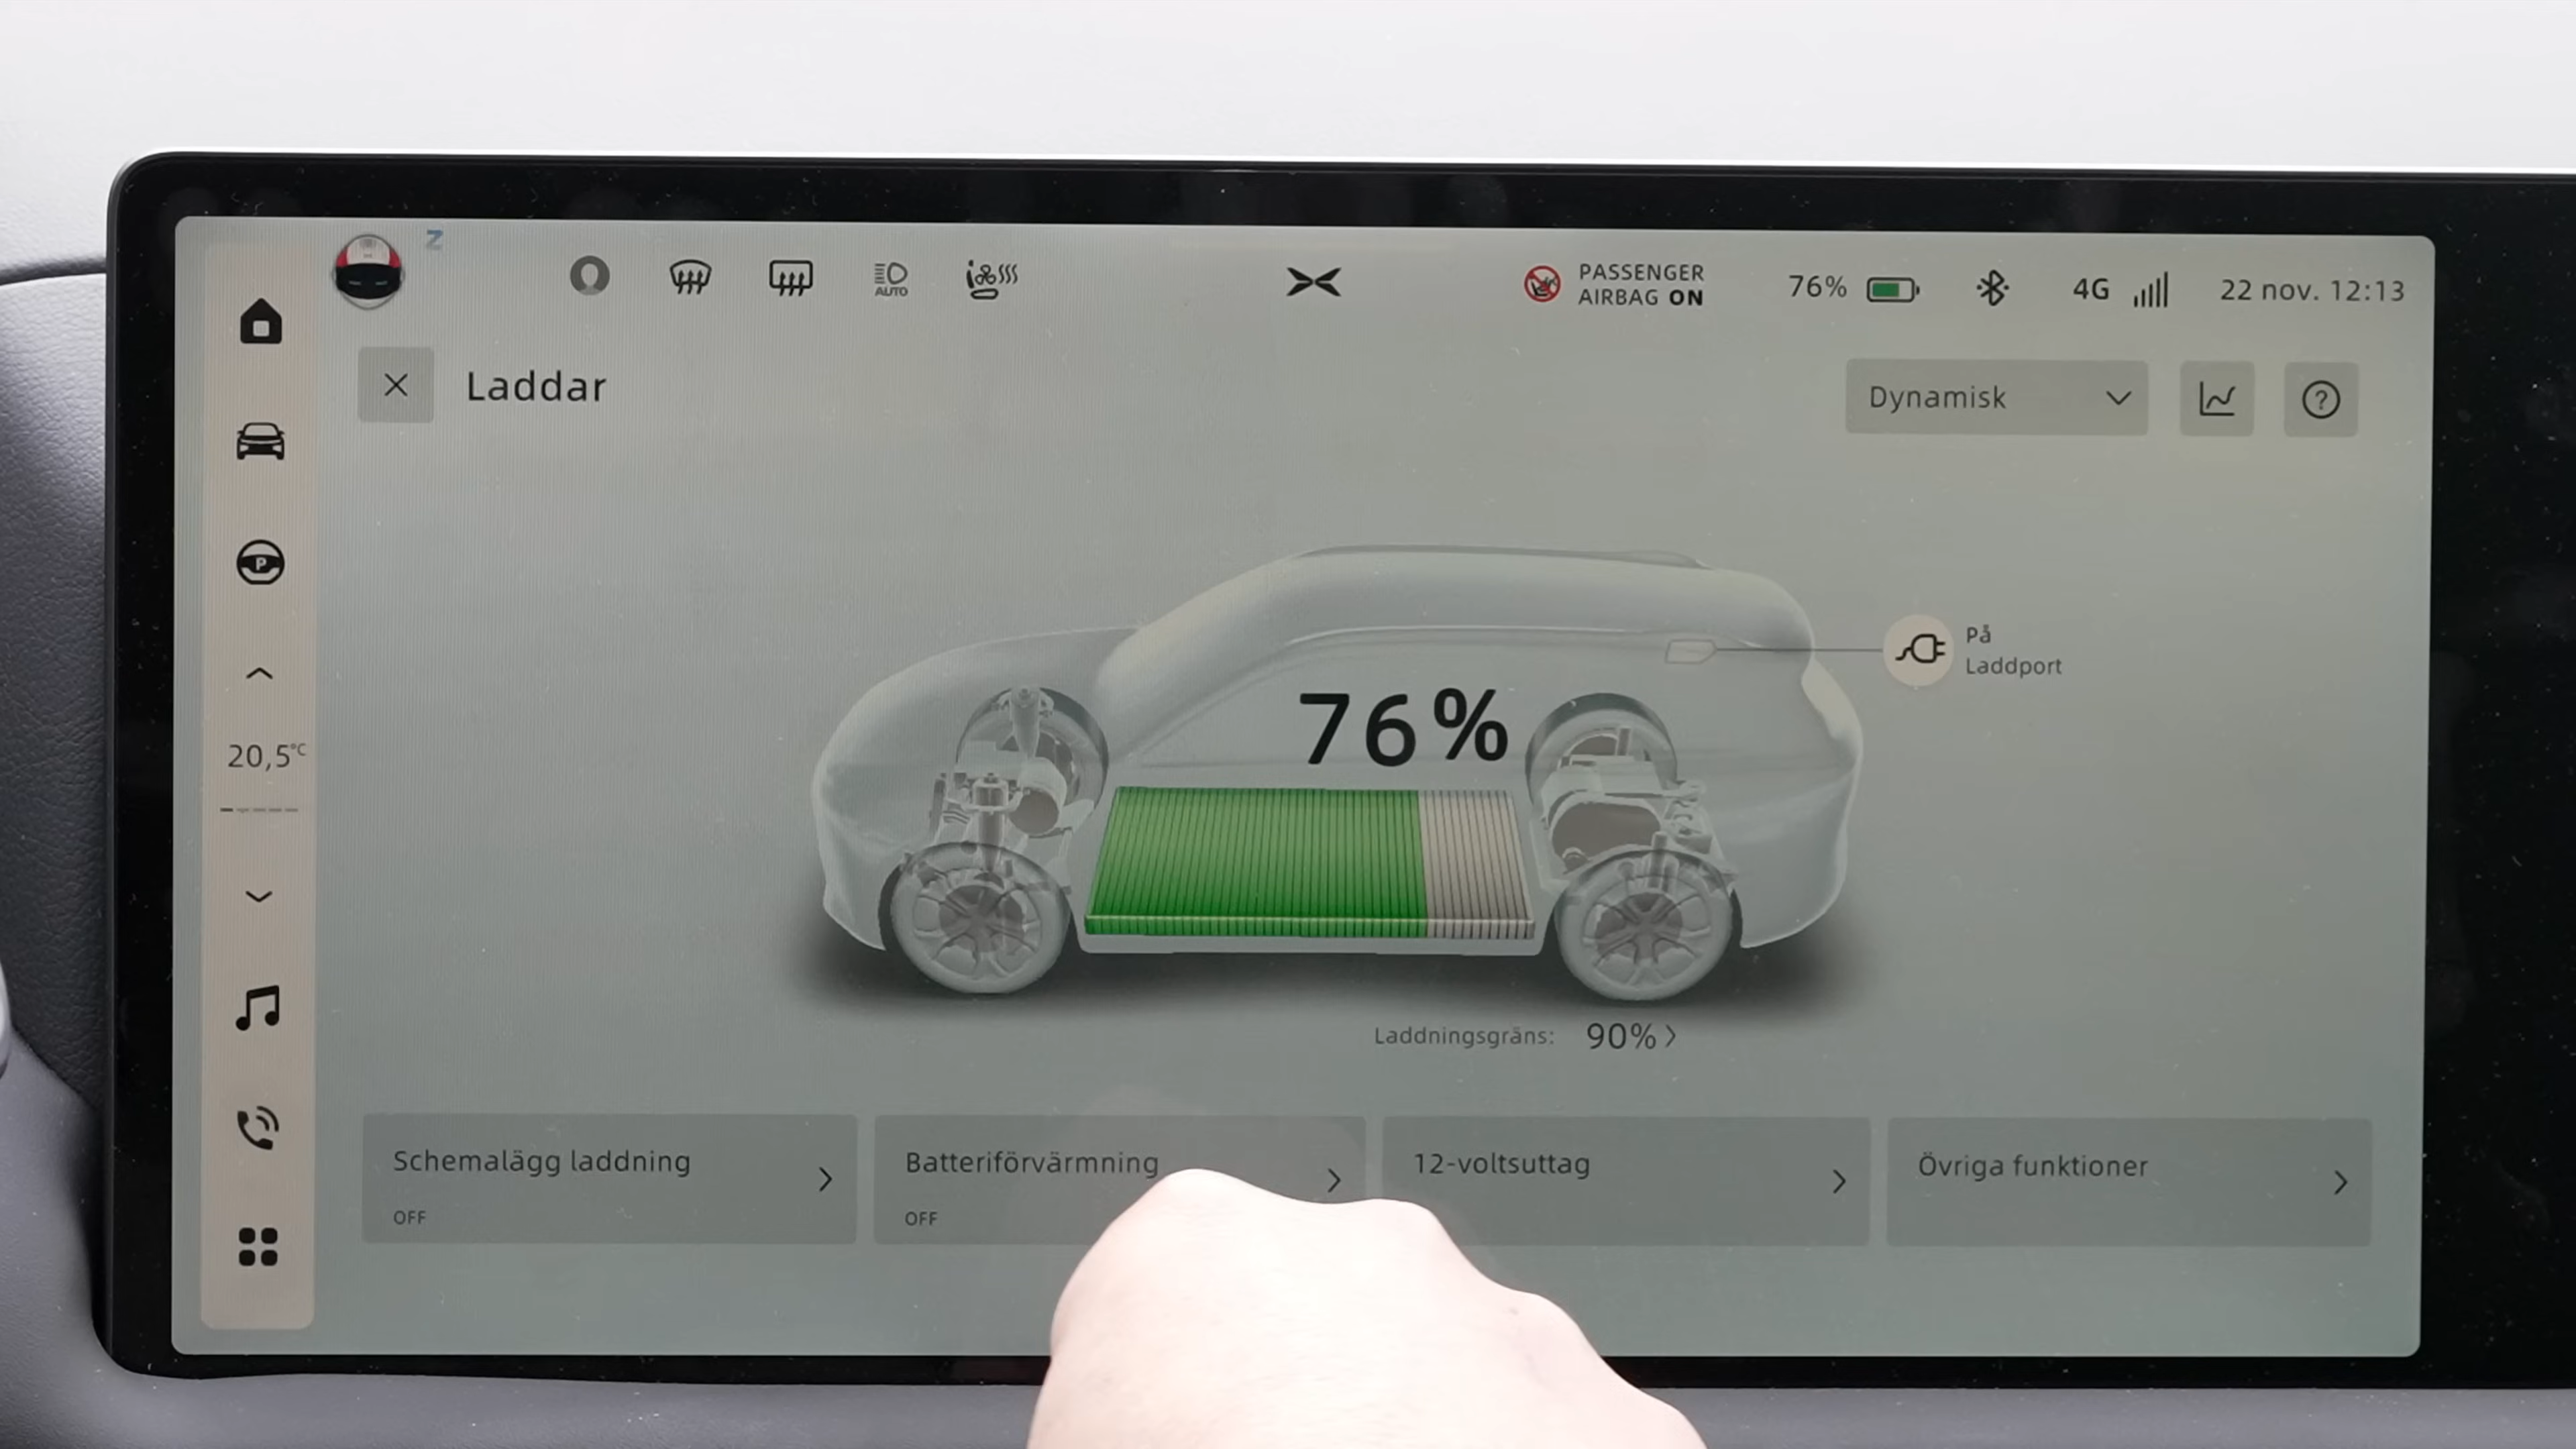 Z
AUTO
PASSENGER
AIRBAG ON
76%
4G
22 nov. 12:13
Laddar
Dynamisk
?
P
På
Laddport
76%
20,5°C
Laddningsgräns: 90%
Schemalägg laddning
OFF
Batteriförvärmning
OFF
12-voltsuttag
Övriga funktioner